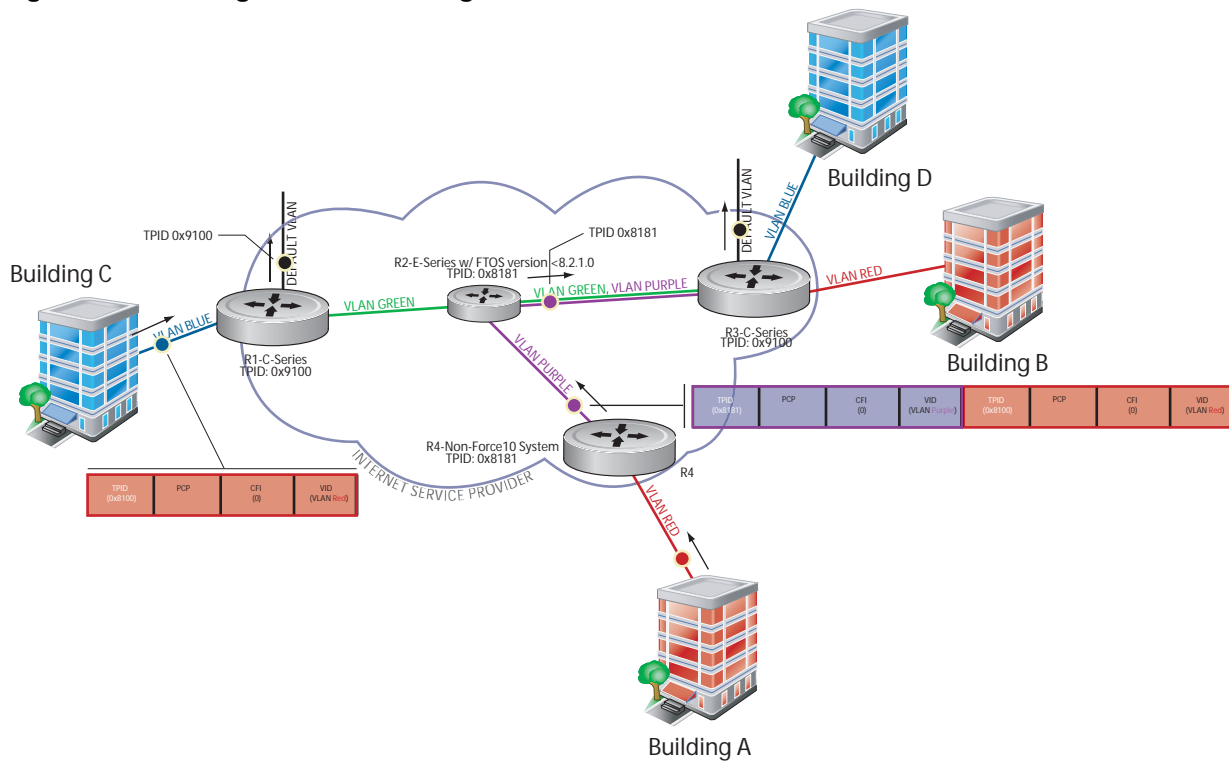 Building D
DEFAULT VLAN
DEFAULT VLAN
VLAN BLUE
TPID 0x9100
TPID 0x8181
Building C
R2-E-Series w/ FTOS version <8.2.1.0
TPID: 0x8181
VLAN BLUE
VLAN GREEN
VLAN GREEN, VLAN PURPLE
VLAN RED
R1-C-Series
TPID: 0x9100
R3-C-Series
TPID: 0x9100
Building B
VLAN PURPLE
TPID (0x8181) PCP CFI (0) VID (VLAN Purple) TPID (0x8100) PCP CFI (0) VID (VLAN Red)
R4-Non-Force10 System
TPID: 0x8181
R4
INTERNET SERVICE PROVIDER
TPID (0x8100) PCP CFI (0) VID (VLAN Red)
VLAN RED
Building A